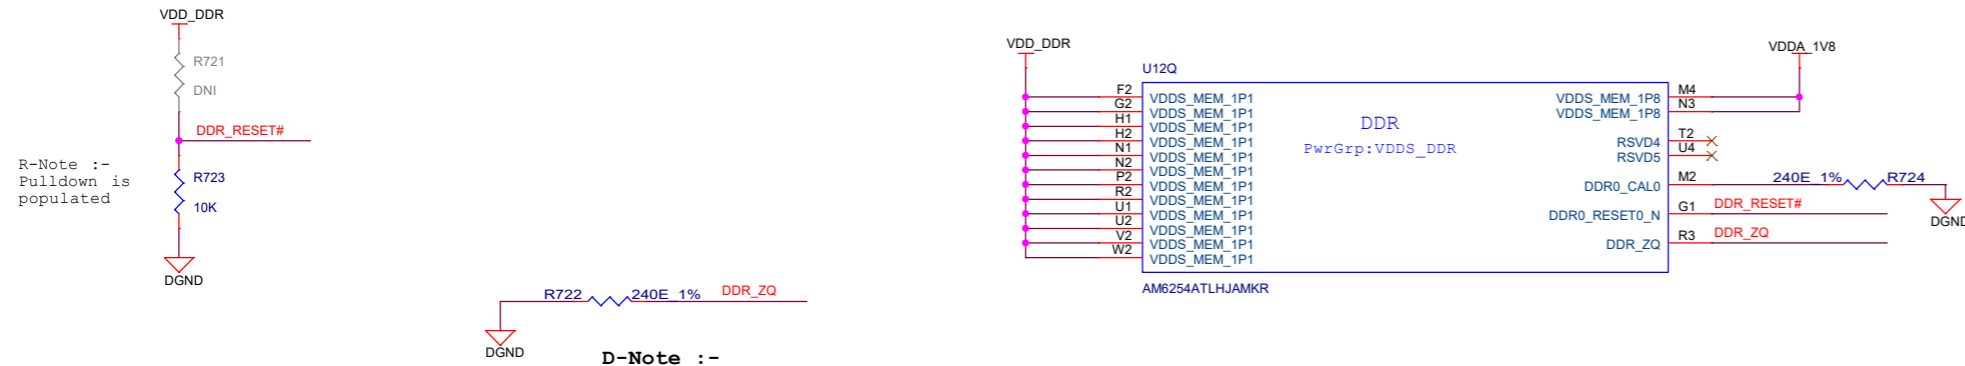 VDD_DDR
R721
DNI
DDR_RESET#
R-Note :-
Pulldown is
populated
R723
10K
DGND
R722 240E_1% DDR_ZQ
DGND
D-Note :-
VDD_DDR
VDDA_1V8
U12Q
F2 VDDS_MEM_1P1 VDDS_MEM_1P8 M4
G2 VDDS_MEM_1P1 VDDS_MEM_1P8 N3
H1 VDDS_MEM_1P1
H2 VDDS_MEM_1P1 RSVD4 T2
N1 VDDS_MEM_1P1 RSVD5 U4
N2 VDDS_MEM_1P1
P2 VDDS_MEM_1P1 DDR0_CAL0 M2 240E_1% R724
R2 VDDS_MEM_1P1
U1 VDDS_MEM_1P1 DDR0_RESET0_N G1 DDR_RESET#
U2 VDDS_MEM_1P1
V2 VDDS_MEM_1P1 DDR_ZQ R3 DDR_ZQ
W2 VDDS_MEM_1P1
DDR
PwrGrp:VDDS_DDR
DGND
AM6254ATLHJAMKR